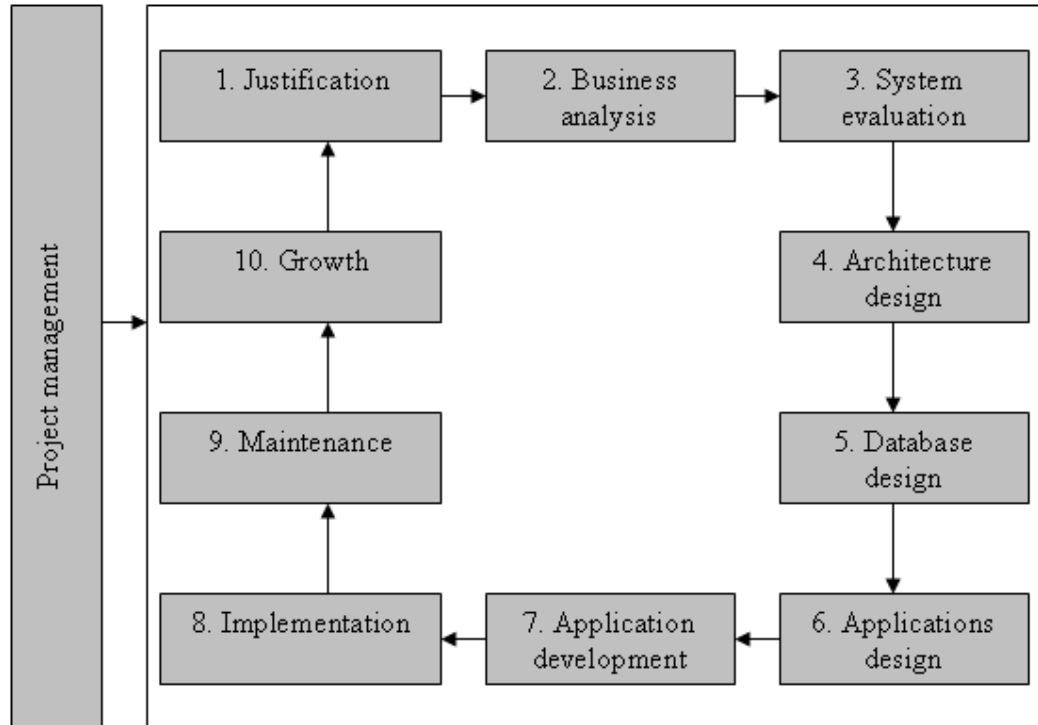 Project management
1. Justification
2. Business
analysis
3. System
evaluation
10. Growth
4. Architecture
design
9. Maintenance
5. Database
design
8. Implementation
7. Application
development
6. Applications
design